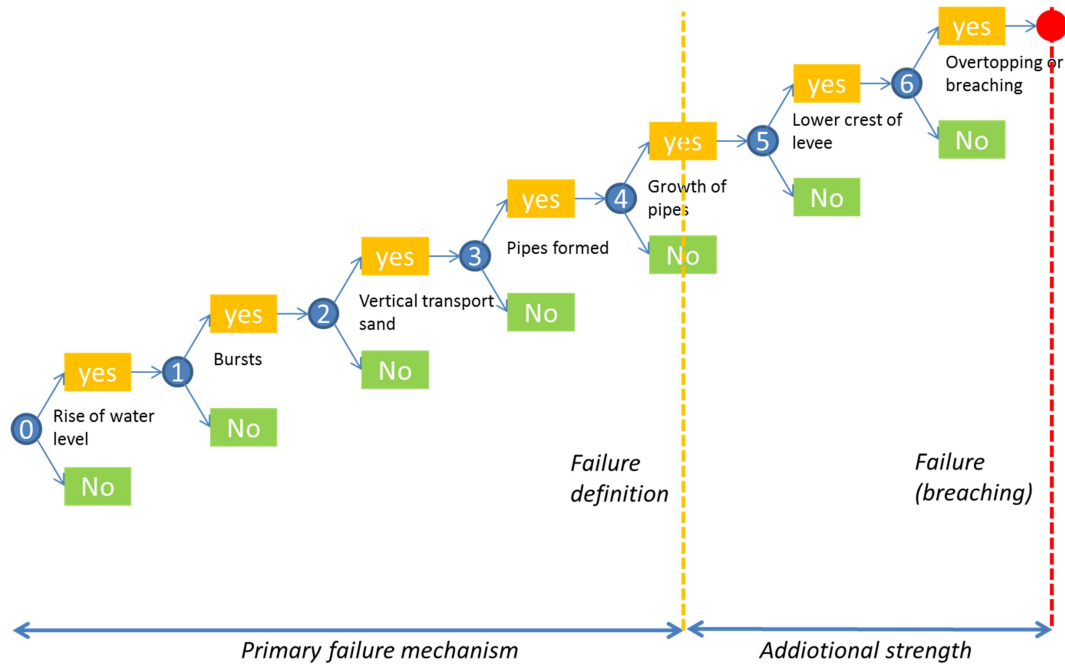 yes
6
Overtopping or
breaching
No
yes
5
Lower crest of
levee
No
yes
4
Growth of
pipes
No
yes
3
Pipes formed
No
yes
2
Vertical transport
sand
No
yes
1
Bursts
No
yes
0
Rise of water
level
No
Failure
definition
Failure
(breaching)
Primary failure mechanism
Addiotional strength